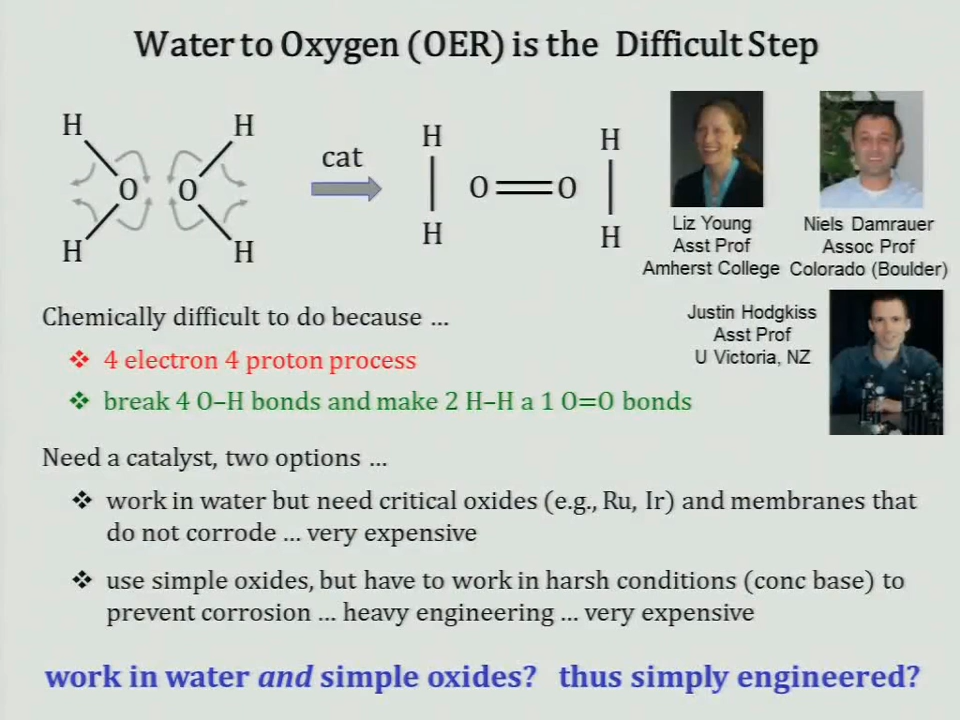 Water to Oxygen (OER) is the Difficult Step
H H
H H
cat
O O
O O
H H
H H
Liz Young
Asst Prof
Amherst College
Niels Damrauer
Assoc Prof
Colorado (Boulder)
Justin Hodgkiss
Asst Prof
U Victoria, NZ
Chemically difficult to do because ...
❖ 4 electron 4 proton process
❖ break 4 O–H bonds and make 2 H–H a 1 O=O bonds
Need a catalyst, two options ...
❖ work in water but need critical oxides (e.g., Ru, Ir) and membranes that
do not corrode ... very expensive
❖ use simple oxides, but have to work in harsh conditions (conc base) to
prevent corrosion ... heavy engineering ... very expensive
work in water and simple oxides? thus simply engineered?